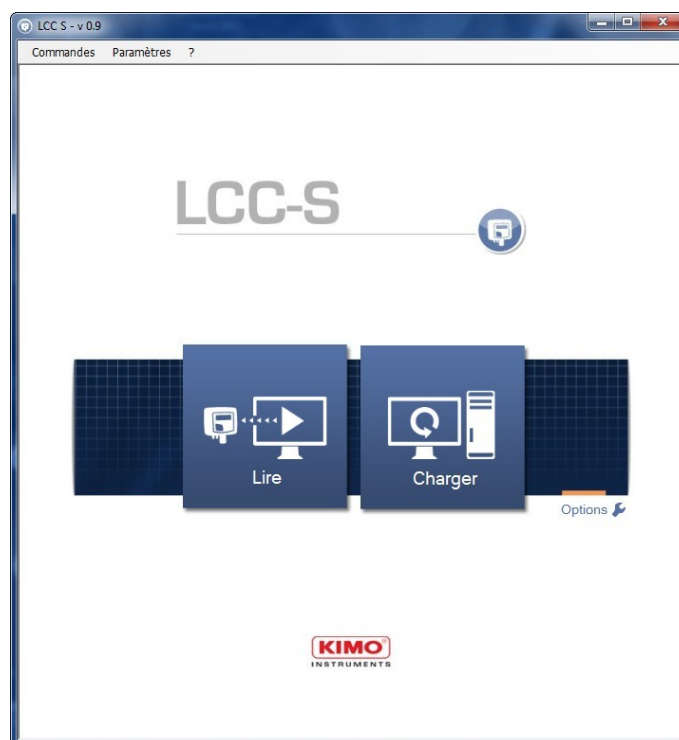 LCC S - v 0.9
Commandes Paramètres ?
LCC-S
Lire Charger
Options
KIMO®
INSTRUMENTS